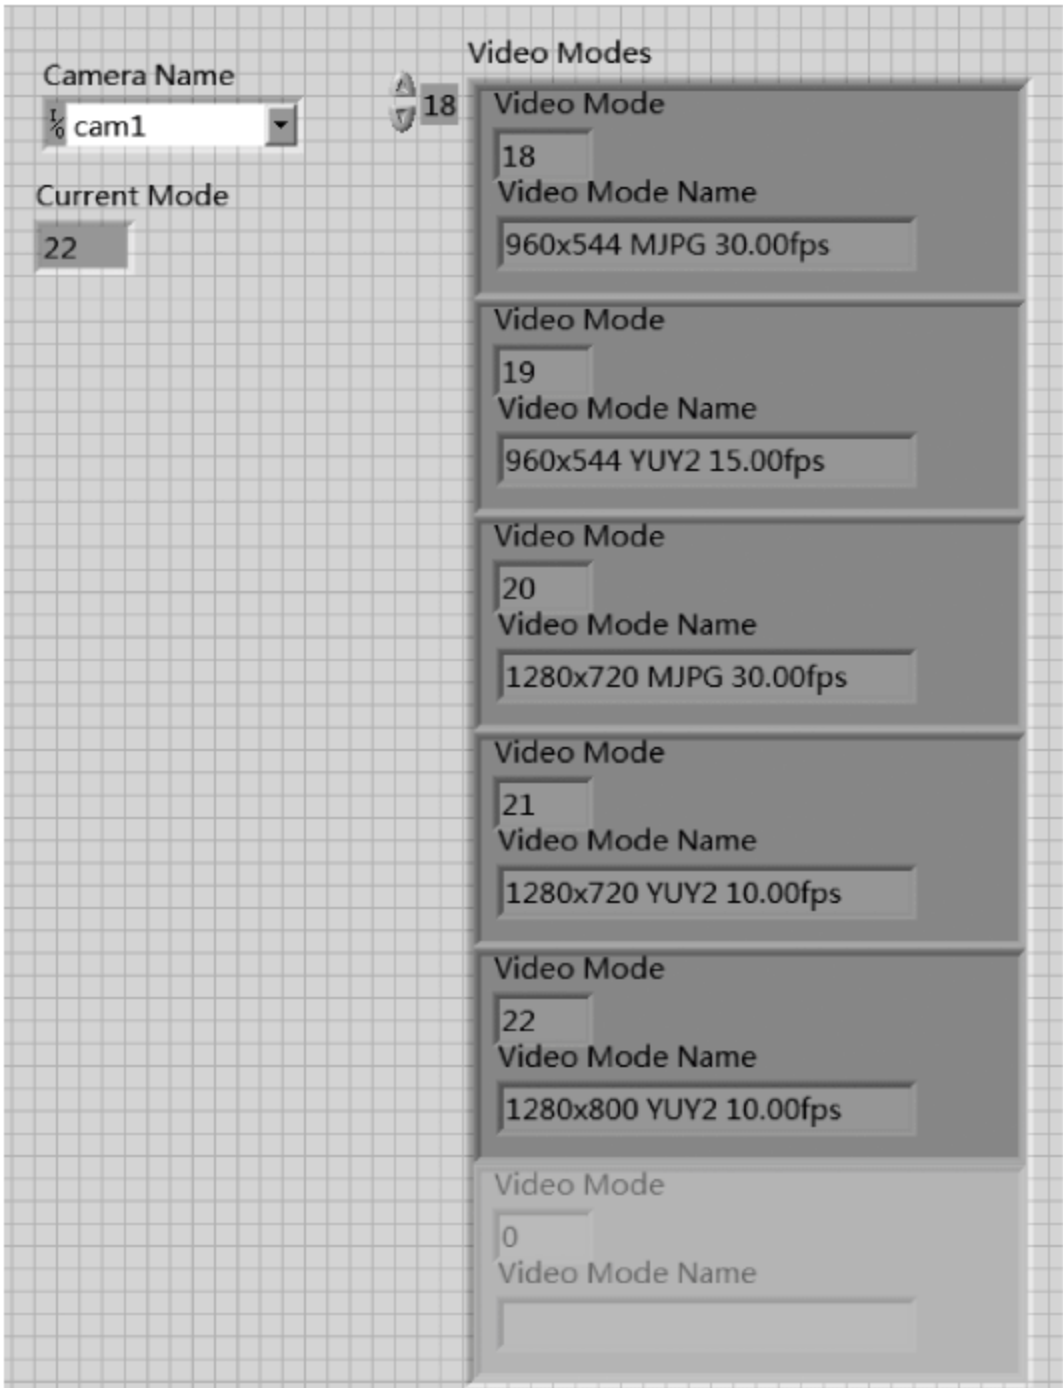 Camera Name
cam1
Current Mode
22
Video Modes
18
Video Mode
18
Video Mode Name
960x544 MJPG 30.00fps
Video Mode
19
Video Mode Name
960x544 YUY2 15.00fps
Video Mode
20
Video Mode Name
1280x720 MJPG 30.00fps
Video Mode
21
Video Mode Name
1280x720 YUY2 10.00fps
Video Mode
22
Video Mode Name
1280x800 YUY2 10.00fps
Video Mode
0
Video Mode Name